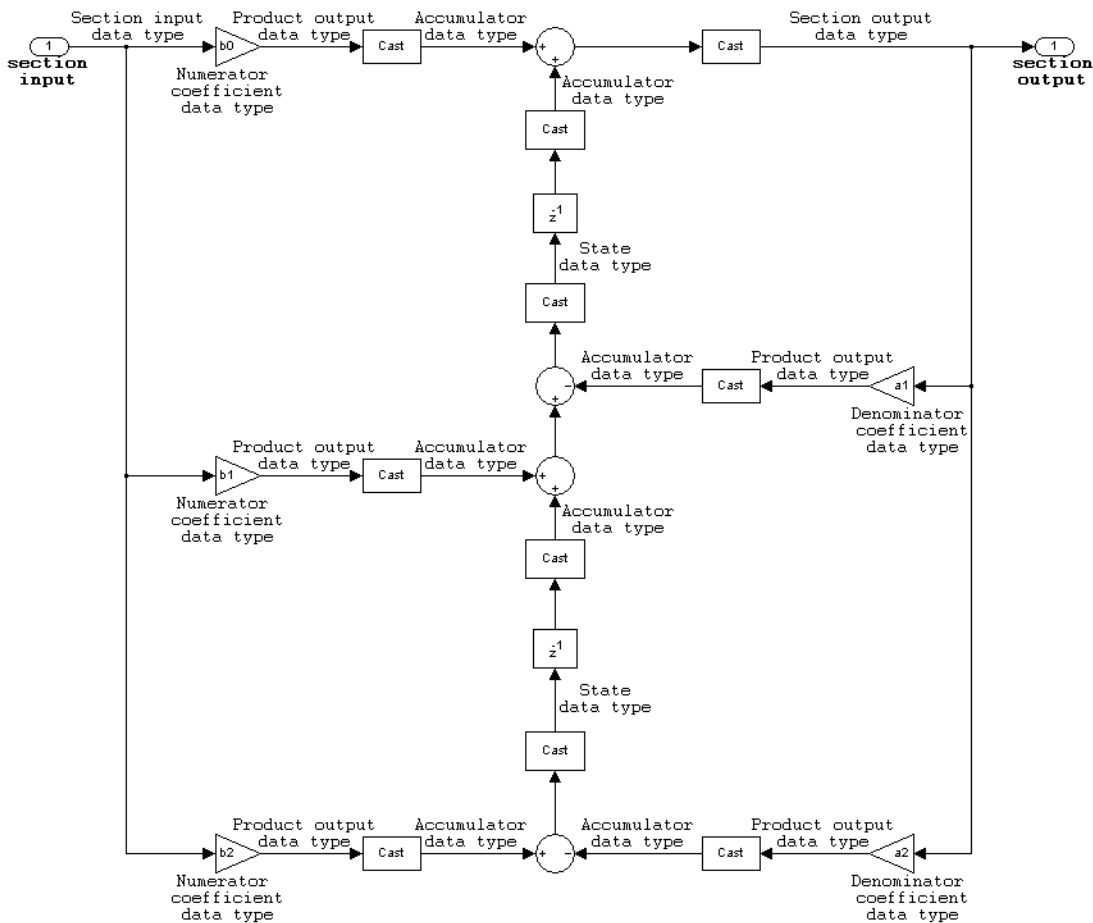 Section input
data type
Product output
data type
Accumulator
data type
Section output
data type
1
section
input
b0
Cast
+
+
Cast
1
section
output
Numerator
coefficient
data type
Accumulator
data type
Cast
z-1
State
data type
Cast
Accumulator
data type
Product output
data type
+
−
Cast
a1
Denominator
coefficient
data type
Product output
data type
Accumulator
data type
b1
Cast
+
+
Numerator
coefficient
data type
Accumulator
data type
Cast
z-1
State
data type
Cast
Product output
data type
Accumulator
data type
Accumulator
data type
Product output
data type
b2
Cast
+
−
Cast
a2
Numerator
coefficient
data type
Denominator
coefficient
data type